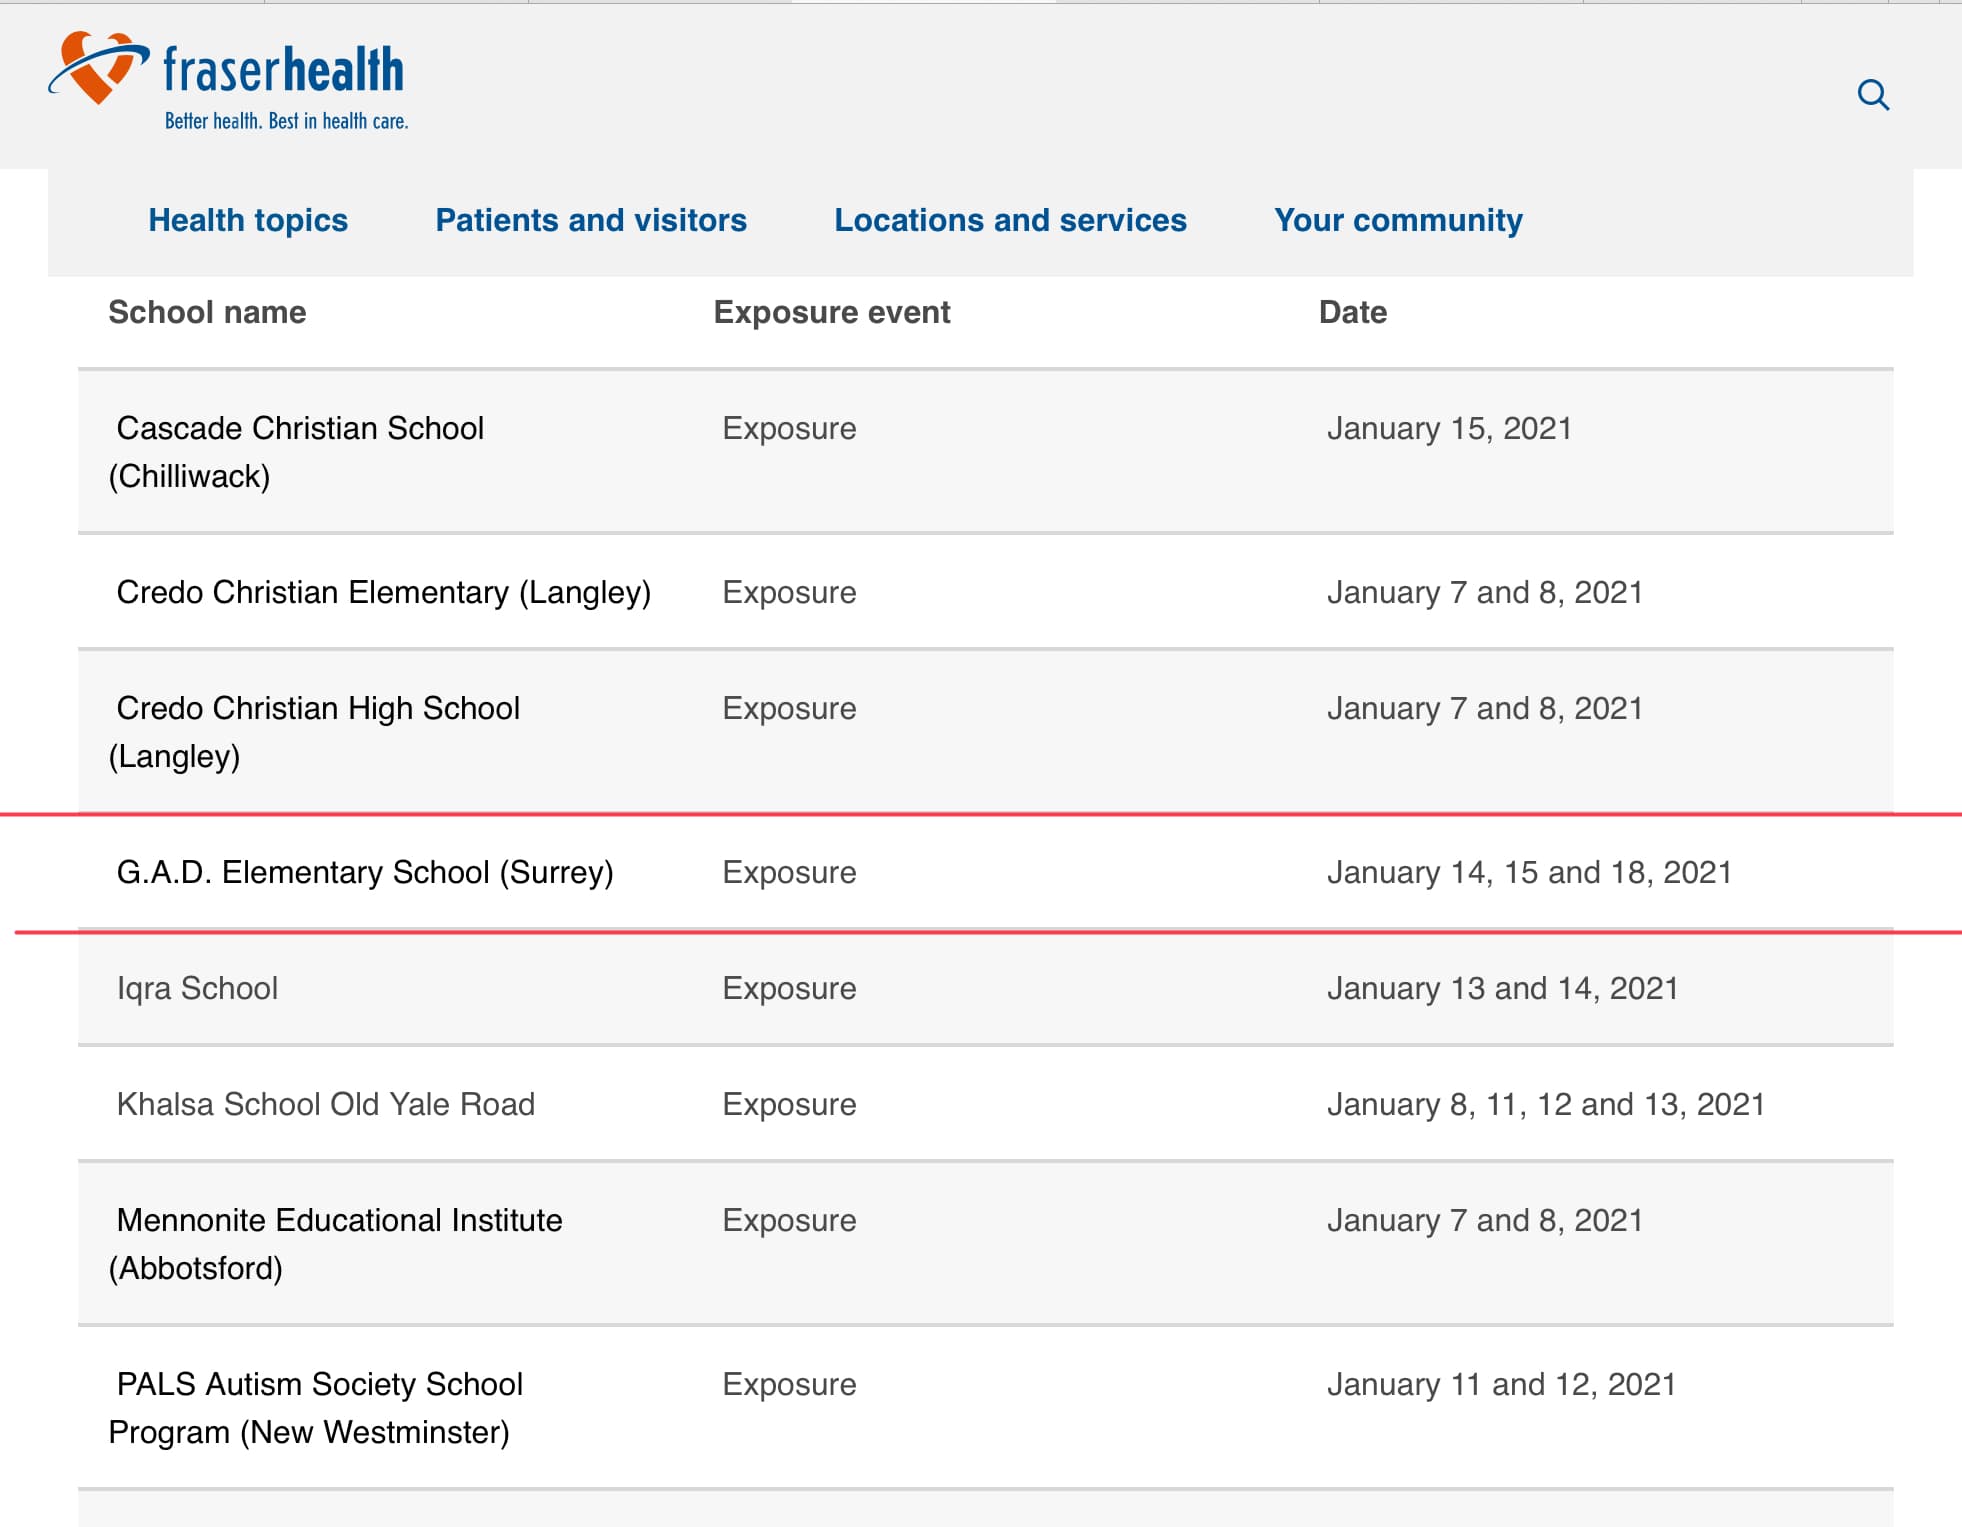 fraserhealth
Better health. Best in health care.
Health topics Patients and visitors Locations and services Your community
School name Exposure event Date
Cascade Christian School Exposure January 15, 2021
(Chilliwack)
Credo Christian Elementary (Langley) Exposure January 7 and 8, 2021
Credo Christian High School Exposure January 7 and 8, 2021
(Langley)
G.A.D. Elementary School (Surrey) Exposure January 14, 15 and 18, 2021
Iqra School Exposure January 13 and 14, 2021
Khalsa School Old Yale Road Exposure January 8, 11, 12 and 13, 2021
Mennonite Educational Institute Exposure January 7 and 8, 2021
(Abbotsford)
PALS Autism Society School Exposure January 11 and 12, 2021
Program (New Westminster)